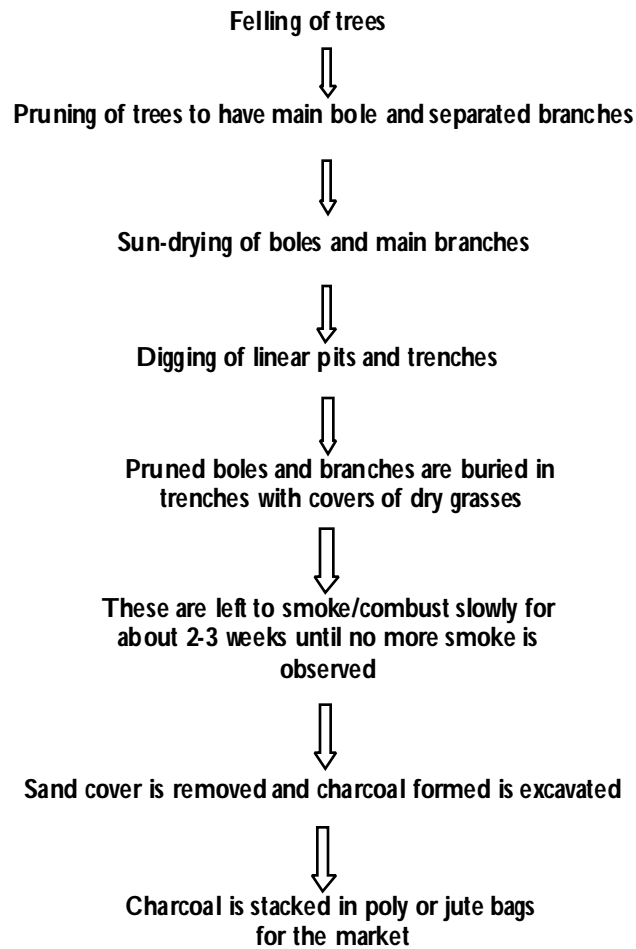 Felling of trees
Pruning of trees to have main bole and separated branches
Sun-drying of boles and main branches
Digging of linear pits and trenches
Pruned boles and branches are buried in
trenches with covers of dry grasses
These are left to smoke/combust slowly for
about 2-3 weeks until no more smoke is
observed
Sand cover is removed and charcoal formed is excavated
Charcoal is stacked in poly or jute bags
for the market